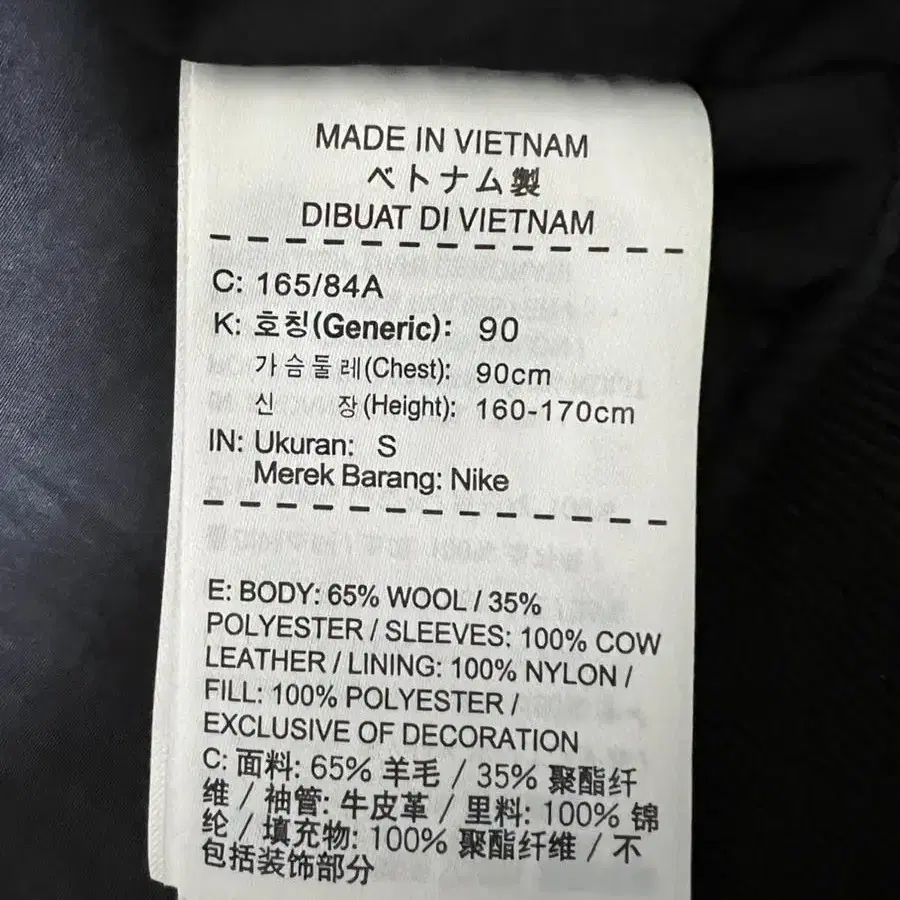 MADE IN VIETNAM
ベトナム製
DIBUAT DI VIETNAM
C: 165/84A
K: 호칭(Generic): 90
가슴둘레(Chest): 90cm
신 장(Height): 160-170cm
IN: Ukuran: S
Merek Barang: Nike
E: BODY: 65% WOOL / 35%
POLYESTER / SLEEVES: 100% COW
LEATHER / LINING: 100% NYLON /
FILL: 100% POLYESTER /
EXCLUSIVE OF DECORATION
C: 面料: 65% 羊毛 / 35% 聚酯纤
维 / 袖管: 牛皮革 / 里料: 100% 锦
纶 / 填充物: 100% 聚酯纤维 / 不
包括装饰部分